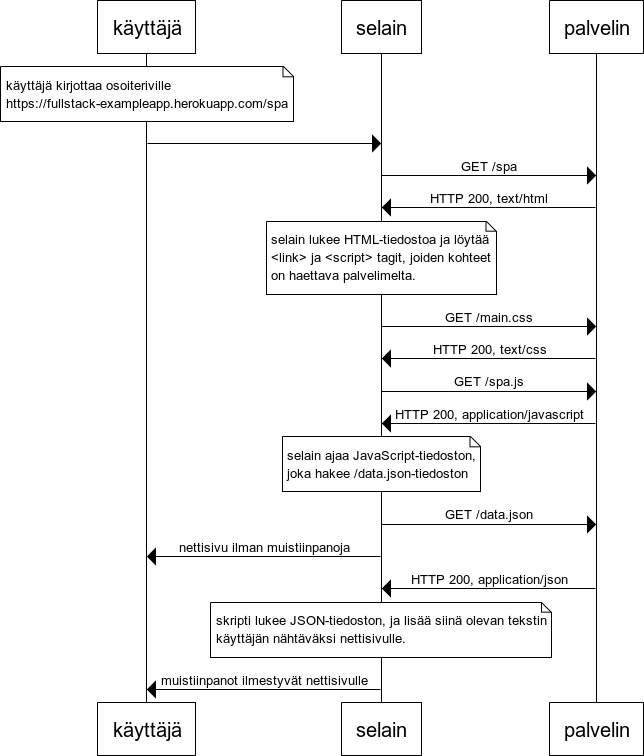 käyttäjä
selain
palvelin
käyttäjä kirjottaa osoiteriville
https://fullstack-exampleapp.herokuapp.com/spa
GET /spa
HTTP 200, text/html
selain lukee HTML-tiedostoa ja löytää
<link> ja <script> tagit, joiden kohteet
on haettava palvelimelta.
GET /main.css
HTTP 200, text/css
GET /spa.js
HTTP 200, application/javascript
selain ajaa JavaScript-tiedoston,
joka hakee /data.json-tiedoston
GET /data.json
nettisivu ilman muistiinpanoja
HTTP 200, application/json
skripti lukee JSON-tiedoston, ja lisää siinä olevan tekstin
käyttäjän nähtäväksi nettisivulle.
muistiinpanot ilmestyvät nettisivulle
käyttäjä
selain
palvelin